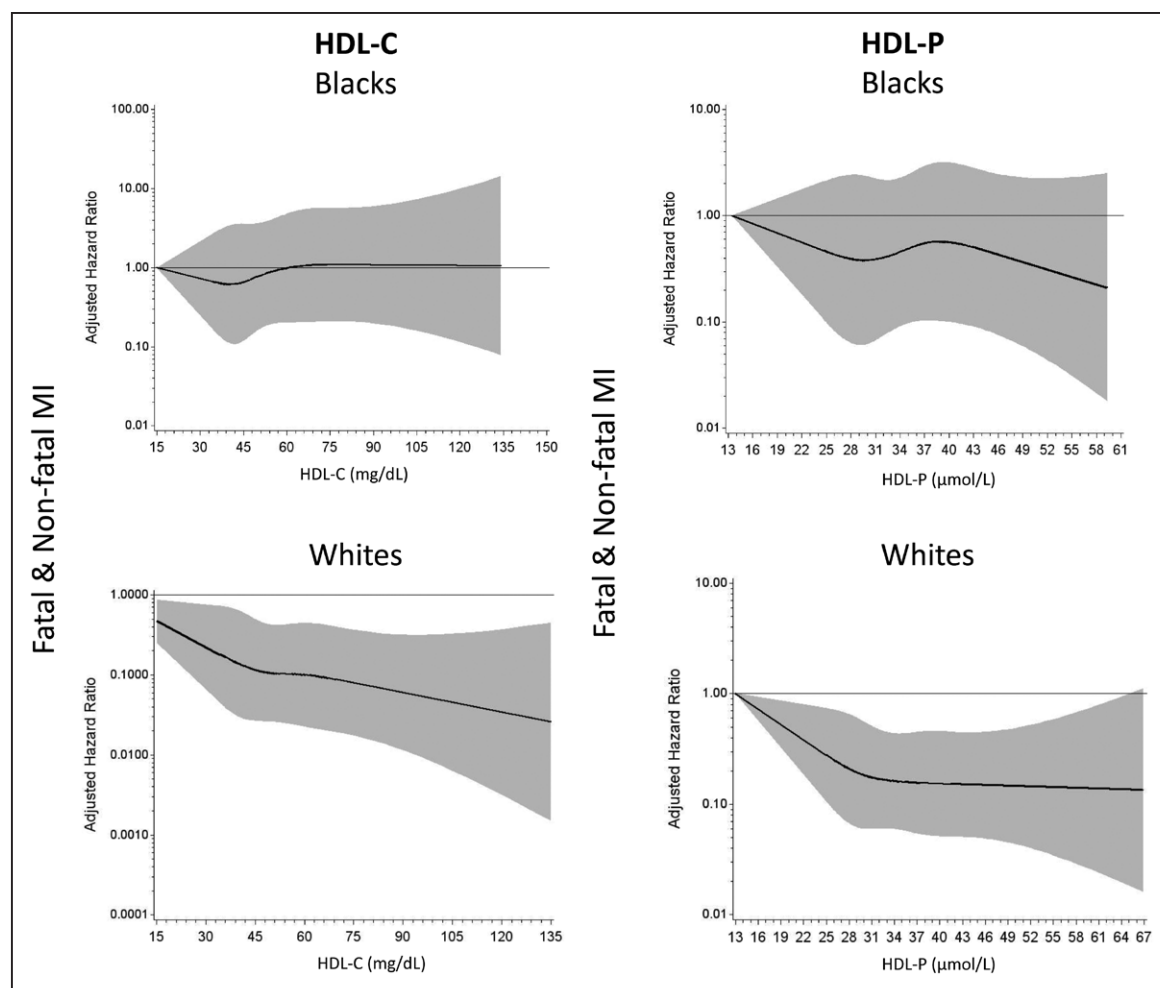 HDL-C
Blacks
Adjusted Hazard Ratio
100.00
10.00
1.00
0.10
0.01
15 30 45 60 75 90 105 120 135 150
HDL-C (mg/dL)
HDL-P
Blacks
Adjusted Hazard Ratio
10.00
1.00
0.10
0.01
13 16 19 22 25 28 31 34 37 40 43 46 49 52 55 58 61
HDL-P (μmol/L)
Fatal & Non-fatal MI
Fatal & Non-fatal MI
Whites
Adjusted Hazard Ratio
1.0000
0.1000
0.0100
0.0010
0.0001
15 30 45 60 75 90 105 120 135
HDL-C (mg/dL)
Whites
Adjusted Hazard Ratio
10.00
1.00
0.10
0.01
13 16 19 22 25 28 31 34 37 40 43 46 49 52 55 58 61 64 67
HDL-P (μmol/L)